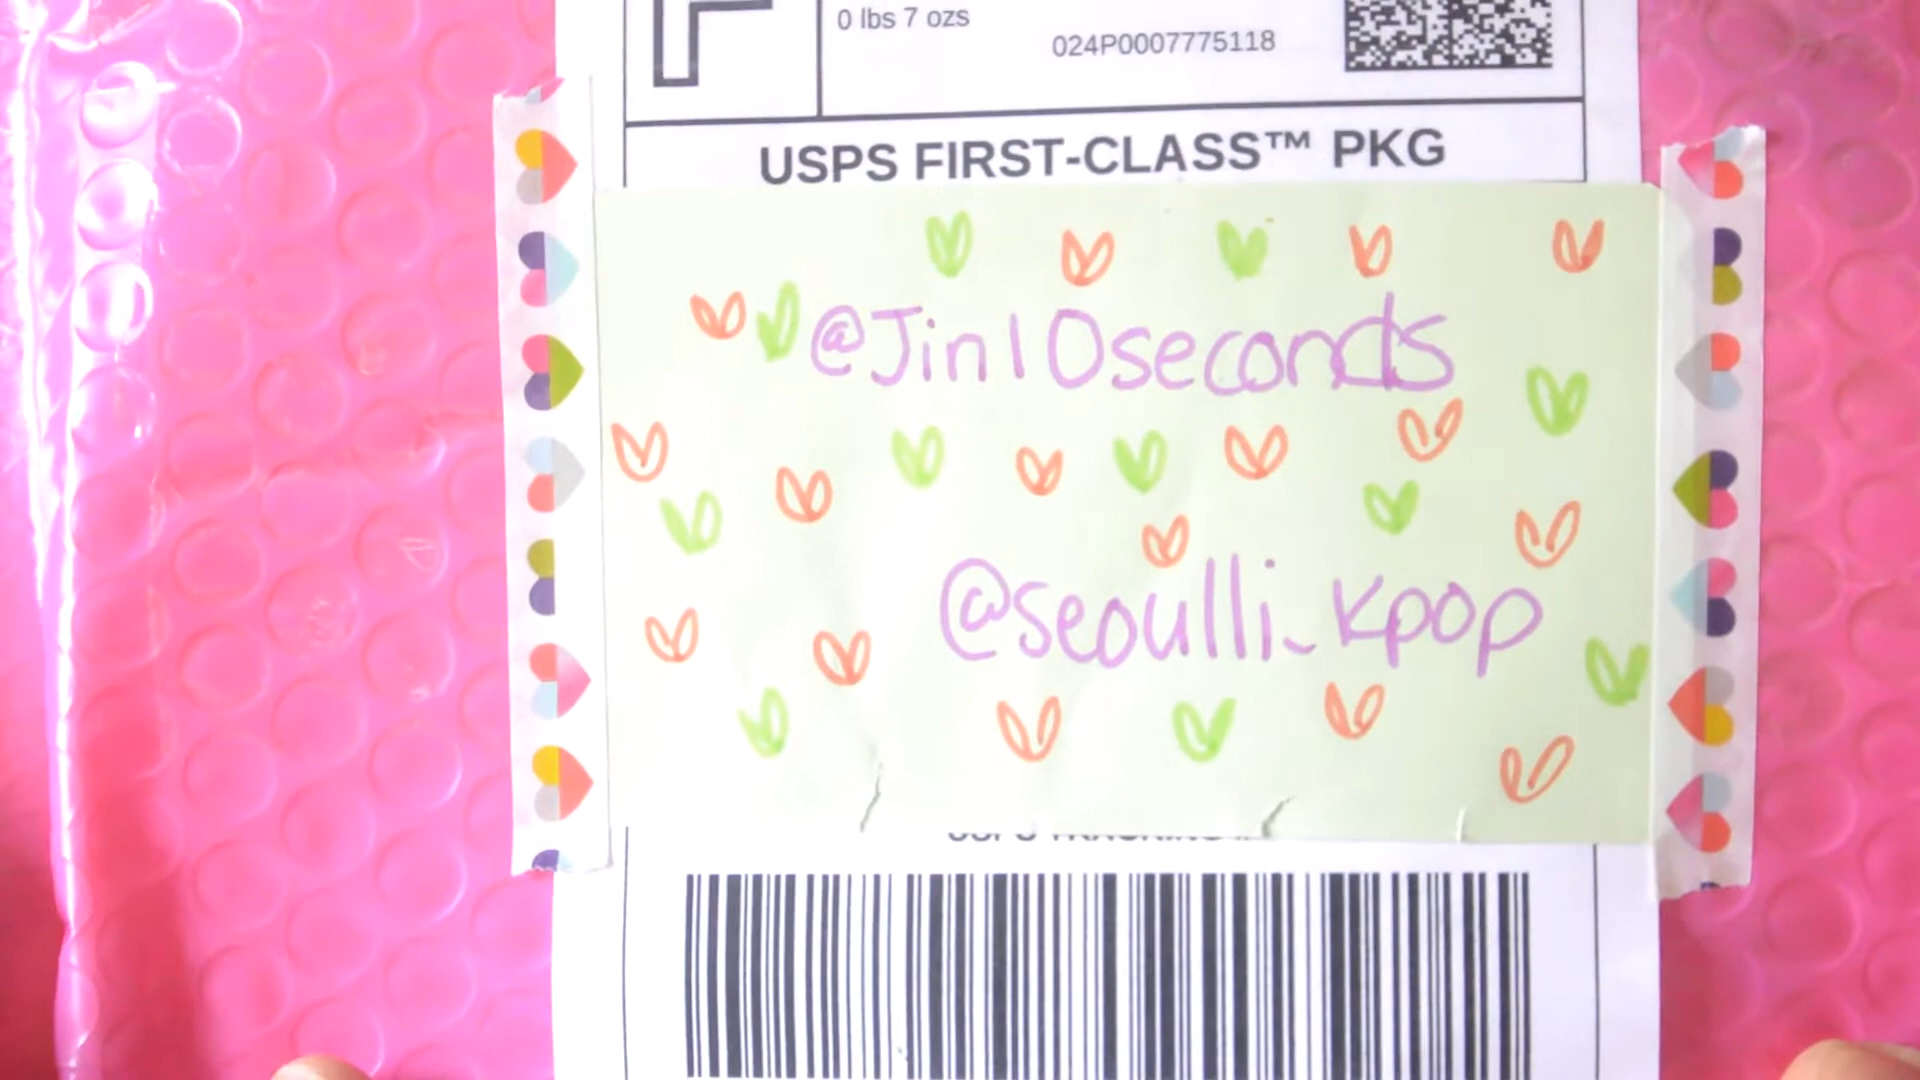 0 lbs 7 ozs
024P0007775118
USPS FIRST-CLASS™ PKG
@Jin10seconds
@seoulli_kpop